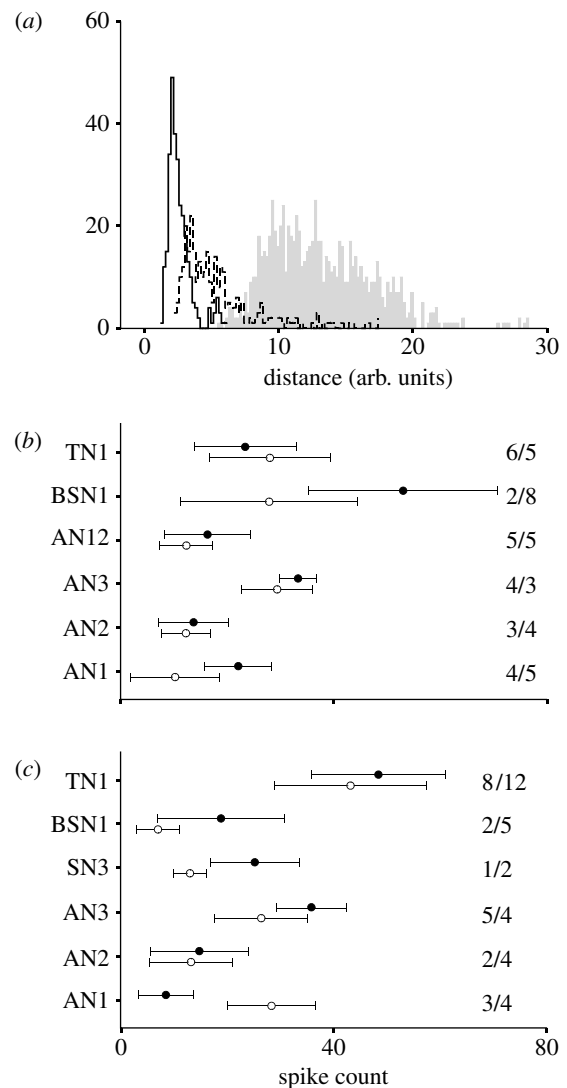 (a)
60
40
20
0
0 10 20 30
distance (arb. units)
(b)
TN1 6/5
BSN1 2/8
AN12 5/5
AN3 4/3
AN2 3/4
AN1 4/5
(c)
TN1 8/12
BSN1 2/5
SN3 1/2
AN3 5/4
AN2 2/4
AN1 3/4
0 40 80
spike count